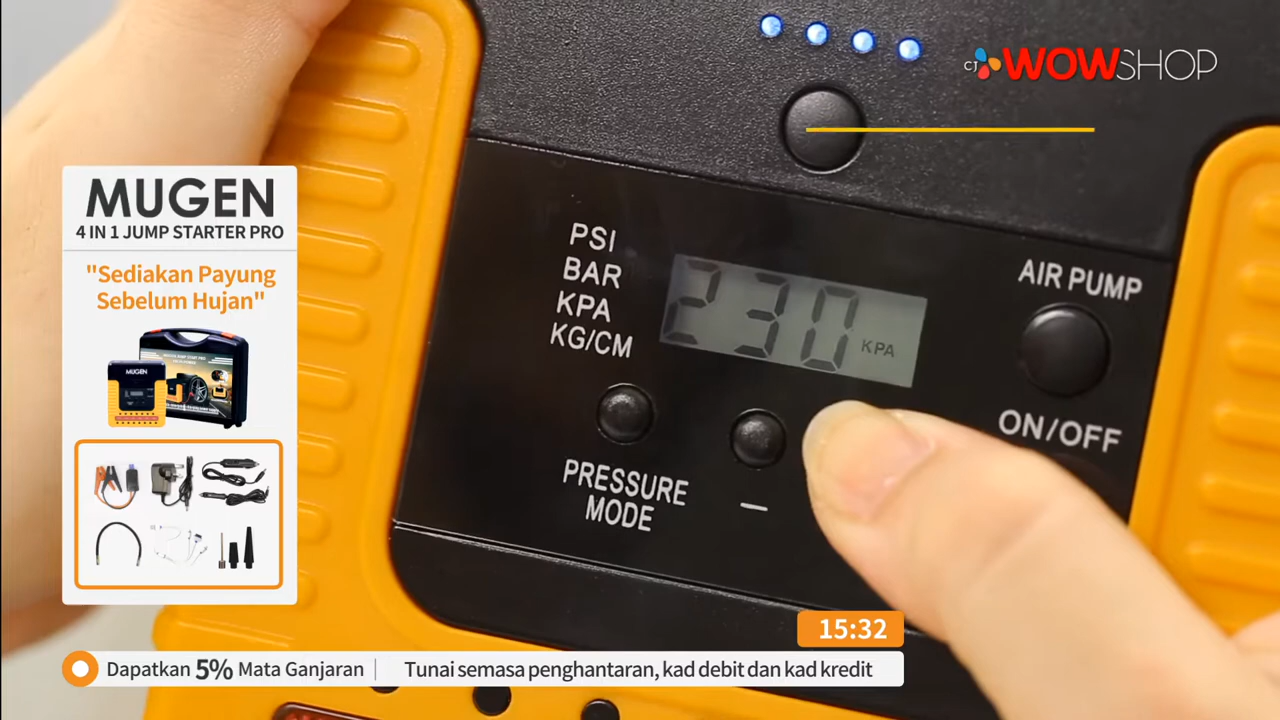 CJ WOWSHOP
MUGEN
4 IN 1 JUMP STARTER PRO
"Sediakan Payung
Sebelum Hujan"
MUGEN
PSI
BAR
KPA
KG/CM
230 KPA
AIR PUMP
ON/OFF
PRESSURE
MODE
−
15:32
Dapatkan 5% Mata Ganjaran | Tunai semasa penghantaran, kad debit dan kad kredit